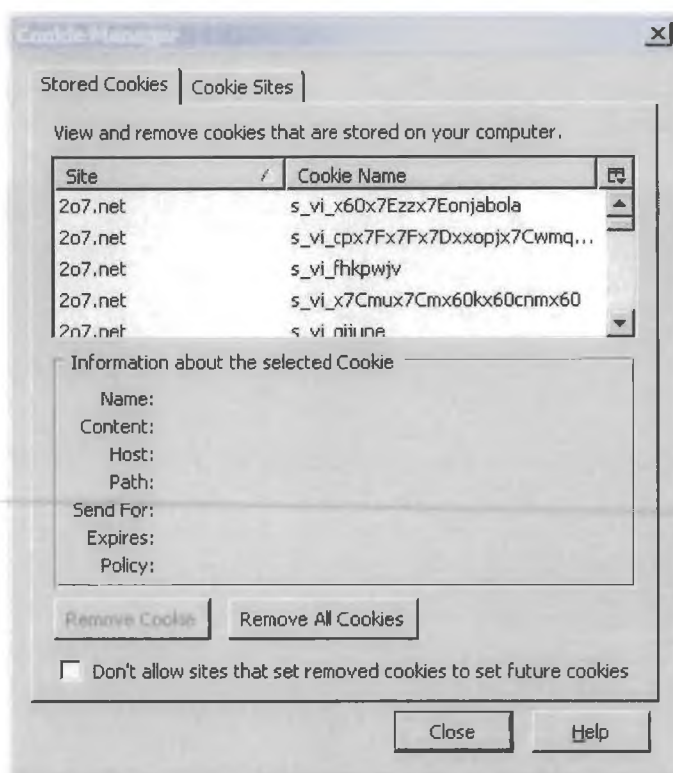 Cookie Manager
Stored Cookies Cookie Sites
View and remove cookies that are stored on your computer.
Site Cookie Name
2o7.net s_vi_x60x7Ezzx7Eonjabola
2o7.net s_vi_cpx7Fx7Fx7Dxxopjx7Cwmq...
2o7.net s_vi_fhkpwjv
2o7.net s_vi_x7Cmux7Cmx60kx60cnmx60
2o7.net s_vi_gijune
Information about the selected Cookie
Name:
Content:
Host:
Path:
Send For:
Expires:
Policy:
Remove Cookie Remove All Cookies
Don't allow sites that set removed cookies to set future cookies
Close Help